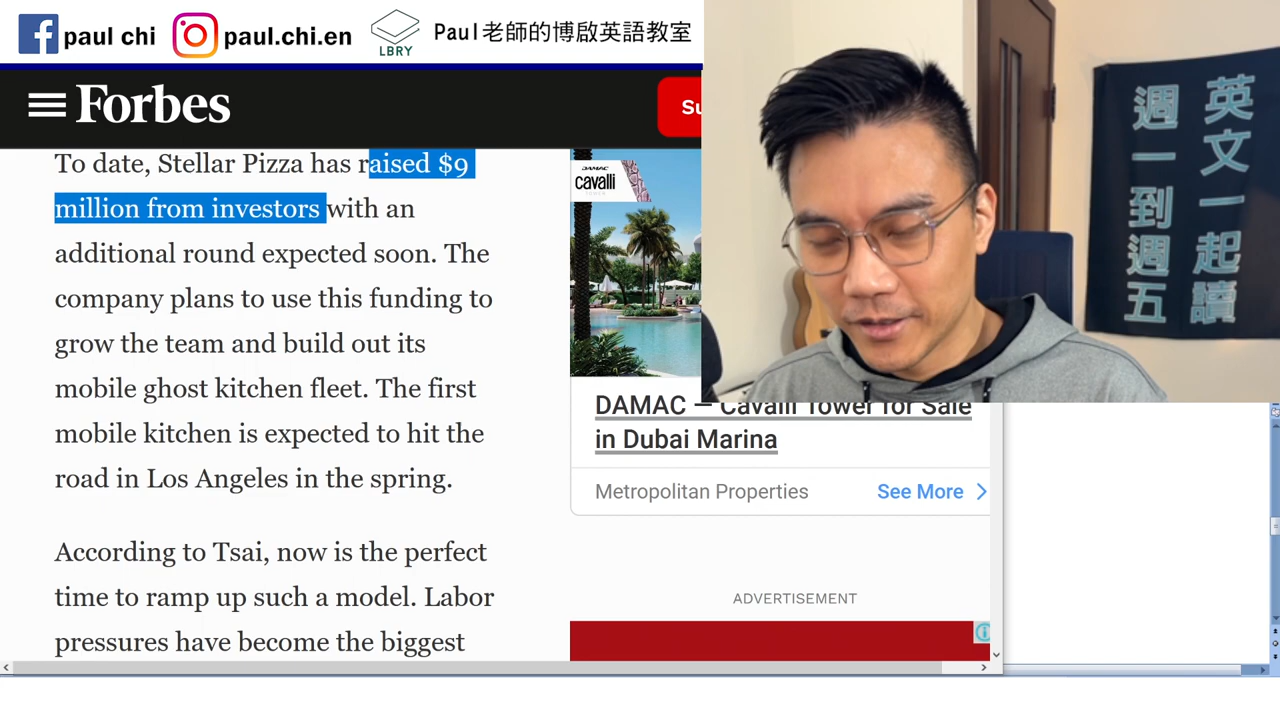 paul chi
paul.chi.en
LBRY
Paul老師的博啟英語教室
Forbes
Su
To date, Stellar Pizza has raised $9
million from investors with an
additional round expected soon. The
company plans to use this funding to
grow the team and build out its
mobile ghost kitchen fleet. The first
mobile kitchen is expected to hit the
road in Los Angeles in the spring.
According to Tsai, now is the perfect
time to ramp up such a model. Labor
pressures have become the biggest
DAMAC
cavalli
DAMAC — Cavalli Tower for Sale
in Dubai Marina
Metropolitan Properties
See More
ADVERTISEMENT
英文一起讀
週一到週五